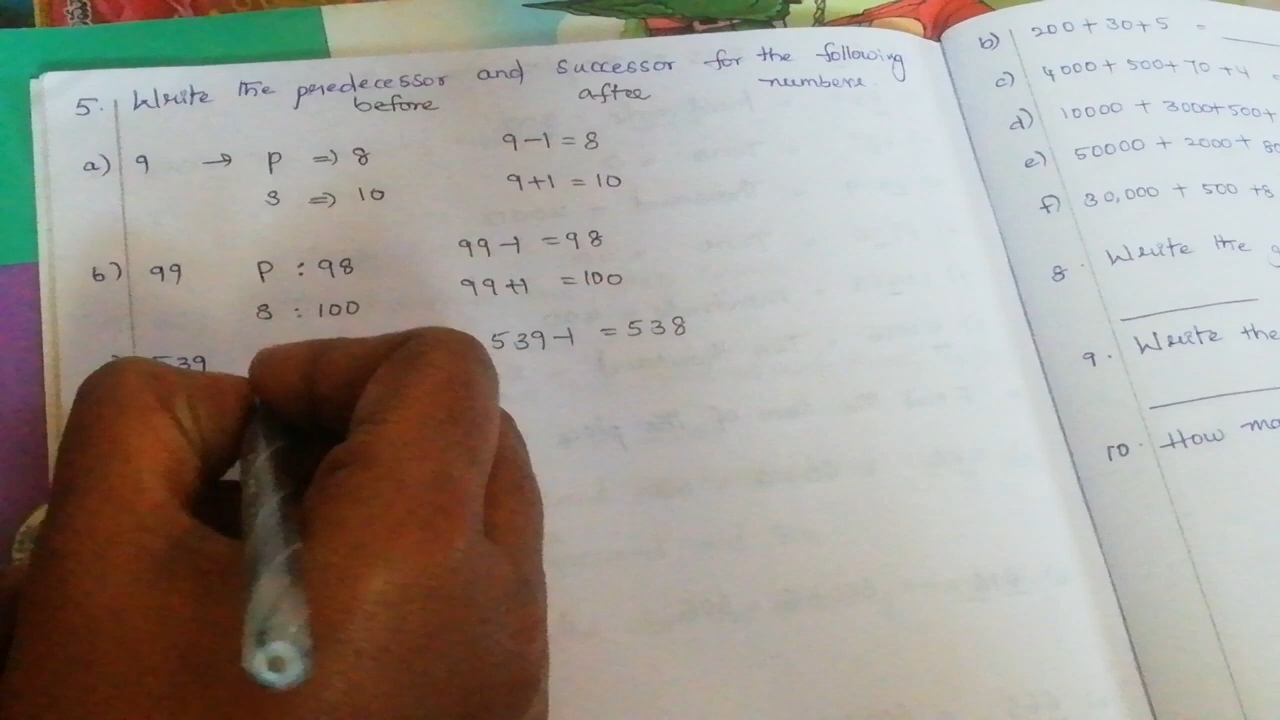 5. Write the predecessor and successor for the following
before after numbers
a) 9 → P ⇒ 8 9-1 = 8
S ⇒ 10 9+1 = 10
b) 99 P : 98 99-1 = 98
S : 100 99+1 = 100
539 539-1 = 538
b) 200 + 30 + 5 =
c) 4000 + 500 + 70 + 4 =
d) 10000 + 3000 + 500 +
e) 50000 + 2000 +
f) 30,000 + 500 + 8
8. Write the
9. Write the
10. How